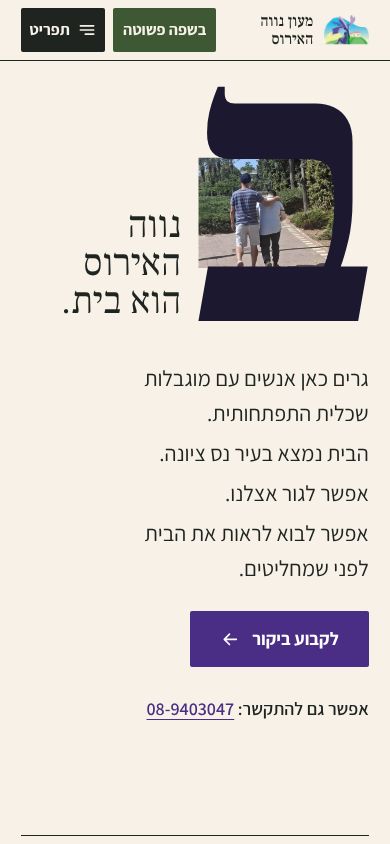 מעון נווה
האירוס
בשפה פשוטה
תפריט
ב
נווה
האירוס
הוא בית.
גרים כאן אנשים עם מוגבלות
שכלית התפתחותית.
הבית נמצא בעיר נס ציונה.
אפשר לגור אצלנו.
אפשר לבוא לראות את הבית
לפני שמחליטים.
לקבוע ביקור ←
אפשר גם להתקשר: 08-9403047